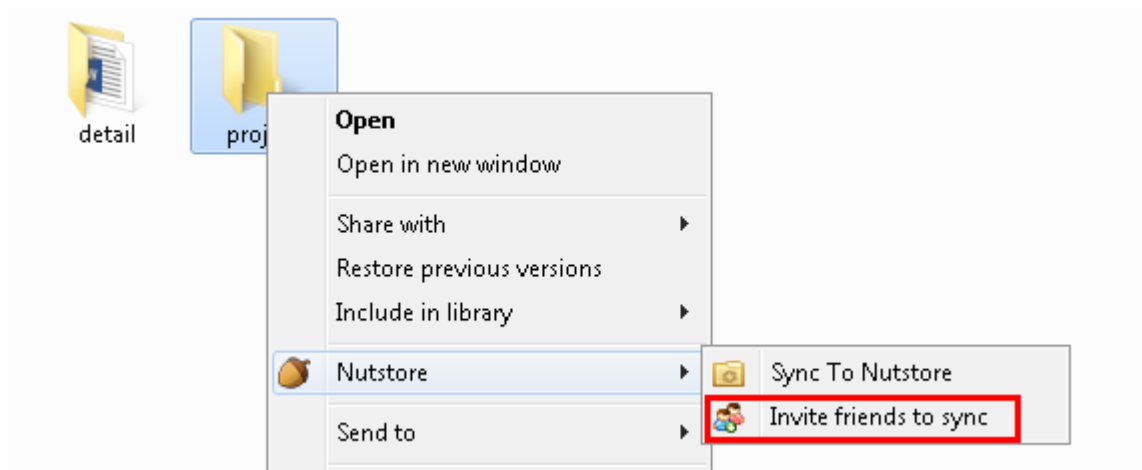 detail
proj
Open
Open in new window
Share with
Restore previous versions
Include in library
Nutstore
Sync To Nutstore
Invite friends to sync
Send to